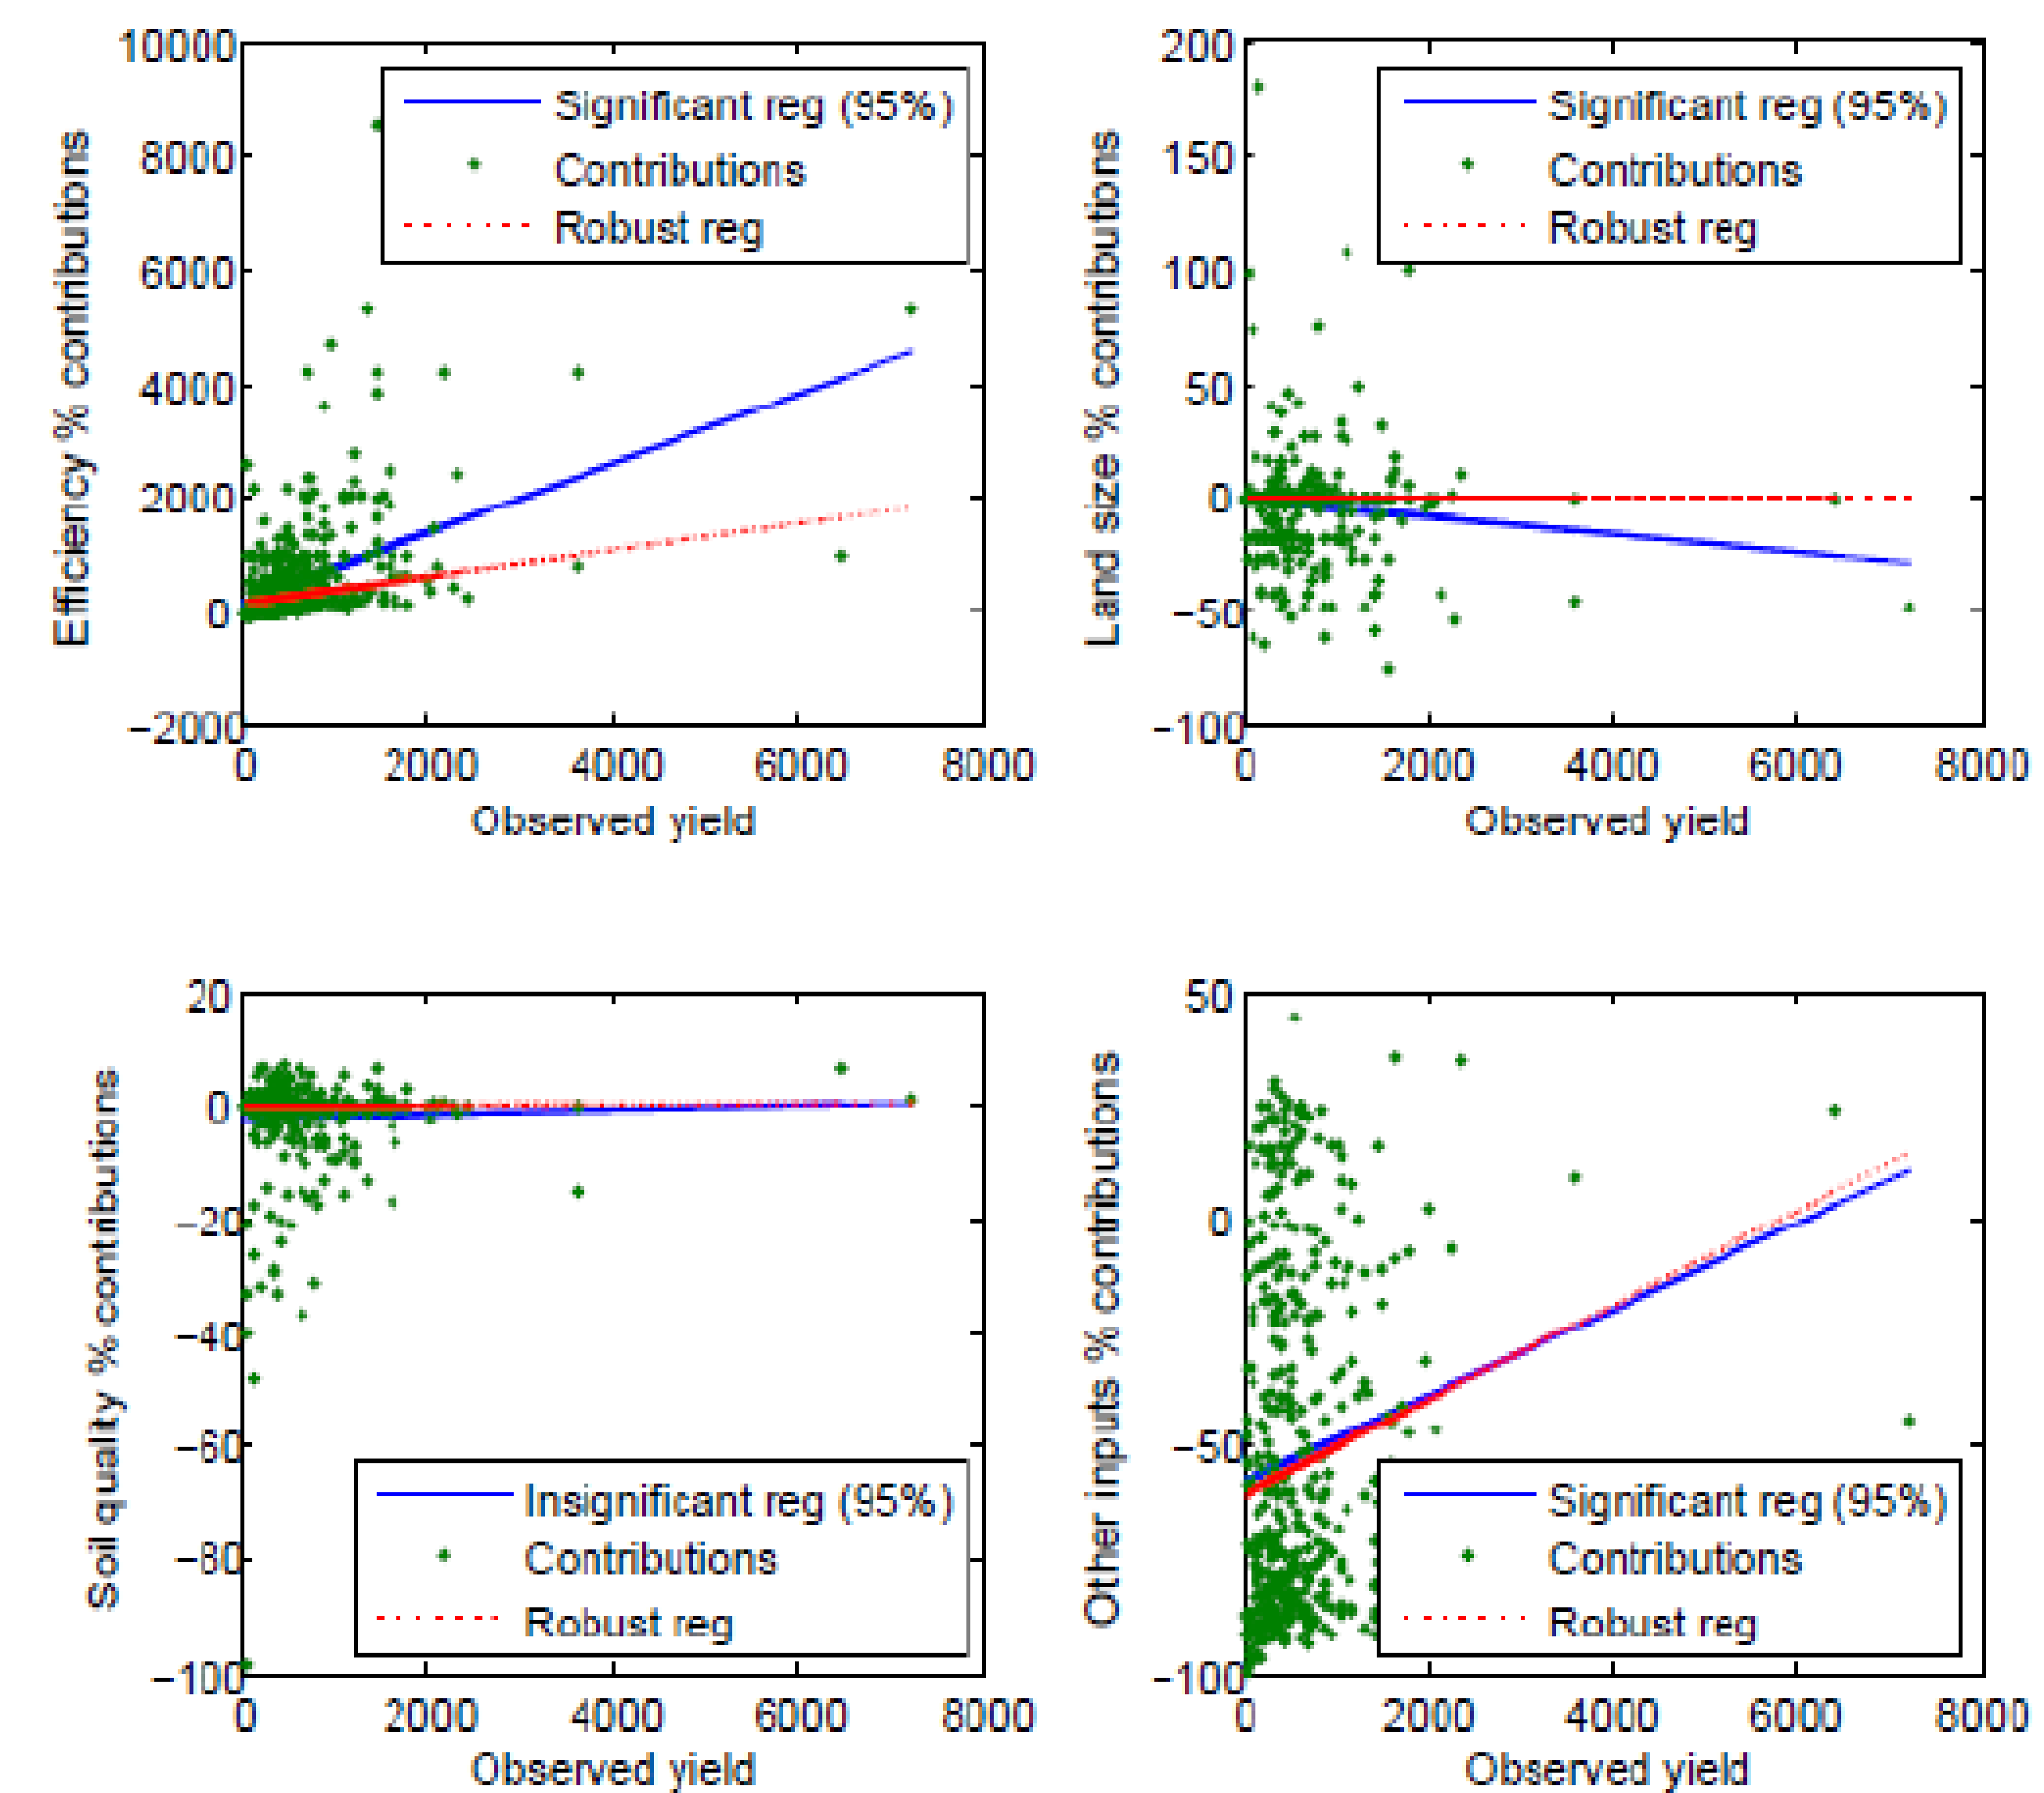 10000
8000
6000
4000
2000
0
−2000
Efficiency % contributions
Significant reg (95%)
Contributions
Robust reg
0 2000 4000 6000 8000
Observed yield
200
150
100
50
0
−50
−100
Land size % contributions
Significant reg (95%)
Contributions
Robust reg
0 2000 4000 6000 8000
Observed yield
20
0
−20
−40
−60
−80
−100
Soil quality % contributions
Insignificant reg (95%)
Contributions
Robust reg
0 2000 4000 6000 8000
Observed yield
50
0
−50
−100
Other inputs % contributions
Significant reg (95%)
Contributions
Robust reg
0 2000 4000 6000 8000
Observed yield